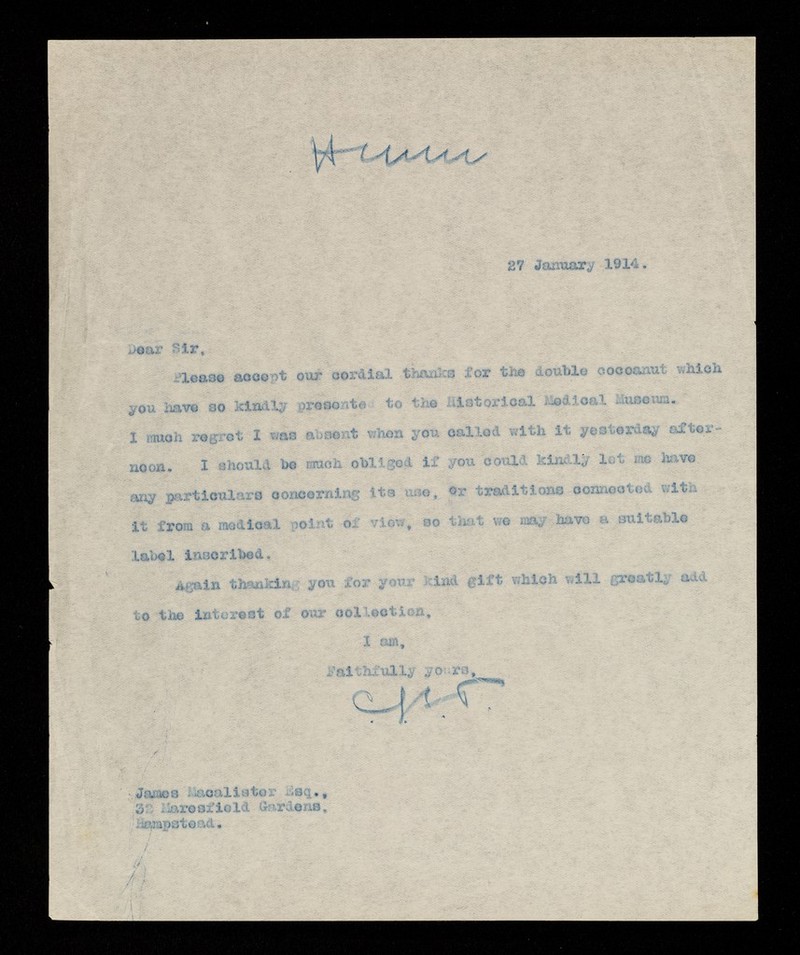 27 January 1914.
Dear Sir,
Please accept our cordial thanks for the double cocoanut which
you have so kindly presented to the Historical Medical Museum.
I much regret I was absent when you called with it yesterday after-
noon. I should be much obliged if you could kindly let me have
any particulars concerning its use, or traditions connected with
it from a medical point of view, so that we may have a suitable
label inscribed.
Again thanking you for your kind gift which will greatly add
to the interest of our collection,
I am,
Faithfully yours,
C.J.S.T.
James Macalister Esq.,
32 Maresfield Gardens,
Hampstead.